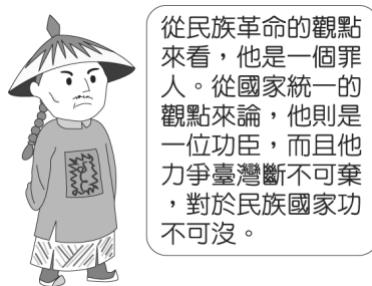 從民族革命的觀點
來看，他是一個罪
人。從國家統一的
觀點來論，他則是
一位功臣，而且他
力爭臺灣斷不可棄
，對於民族國家功
不可沒。